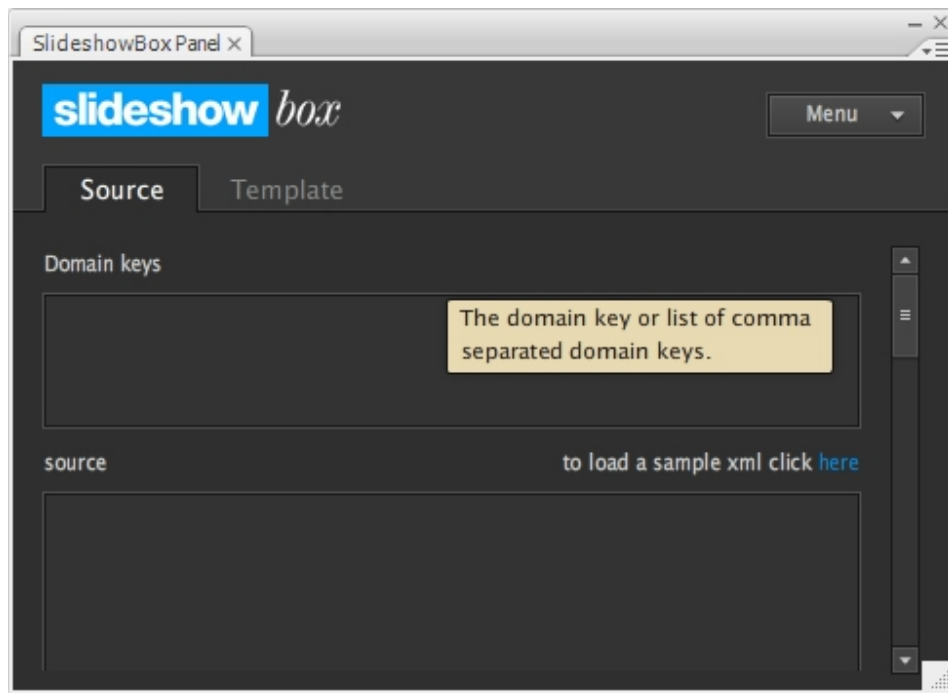 SlideshowBox Panel
slideshow box
Menu
Source Template
Domain keys
The domain key or list of comma
separated domain keys.
source to load a sample xml click here